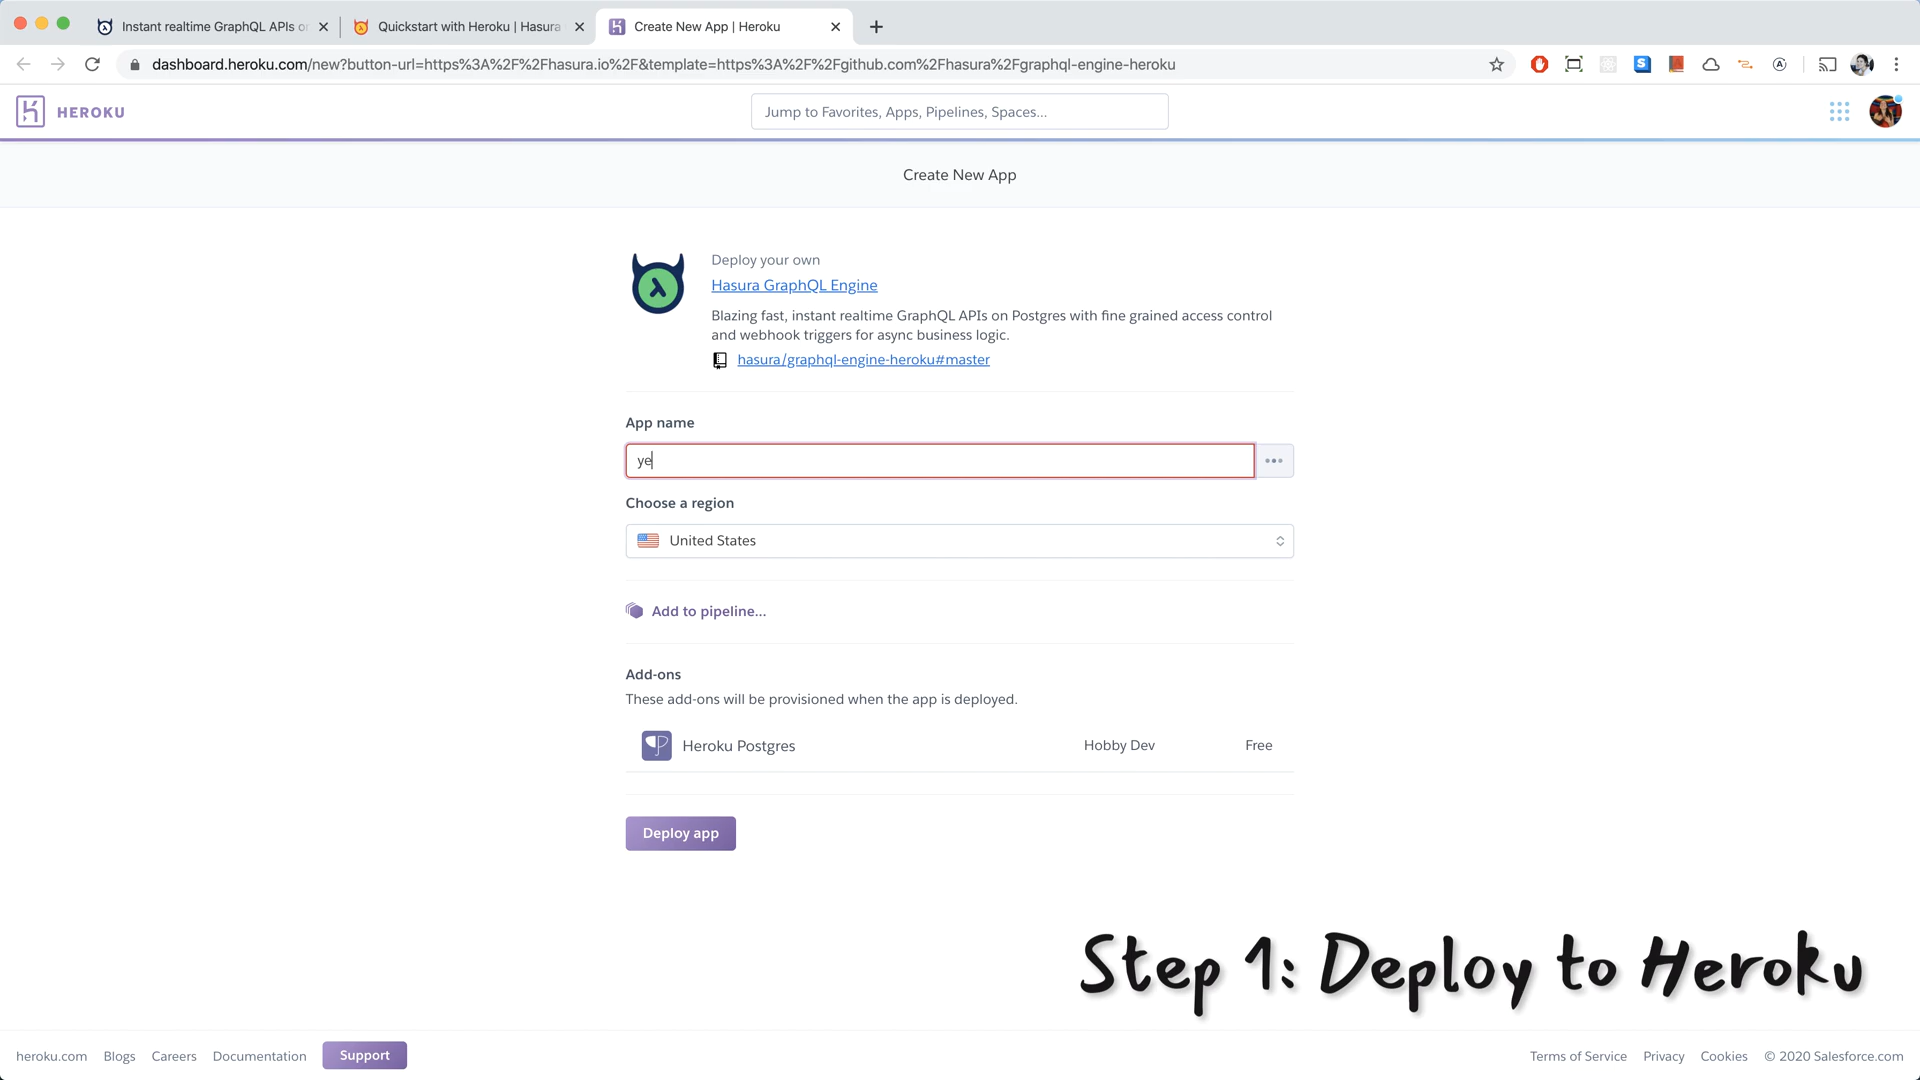 Instant realtime GraphQL APIs o
Quickstart with Heroku | Hasura
Create New App | Heroku
dashboard.heroku.com/new?button-url=https%3A%2F%2Fhasura.io%2F&template=https%3A%2F%2Fgithub.com%2Fhasura%2Fgraphql-engine-heroku
HEROKU
Jump to Favorites, Apps, Pipelines, Spaces...
Create New App
Deploy your own
Hasura GraphQL Engine
Blazing fast, instant realtime GraphQL APIs on Postgres with fine grained access control
and webhook triggers for async business logic.
hasura/graphql-engine-heroku#master
App name
ye
Choose a region
United States
Add to pipeline...
Add-ons
These add-ons will be provisioned when the app is deployed.
Heroku Postgres Hobby Dev Free
Deploy app
Step 1: Deploy to Heroku
heroku.com Blogs Careers Documentation Support Terms of Service Privacy Cookies © 2020 Salesforce.com